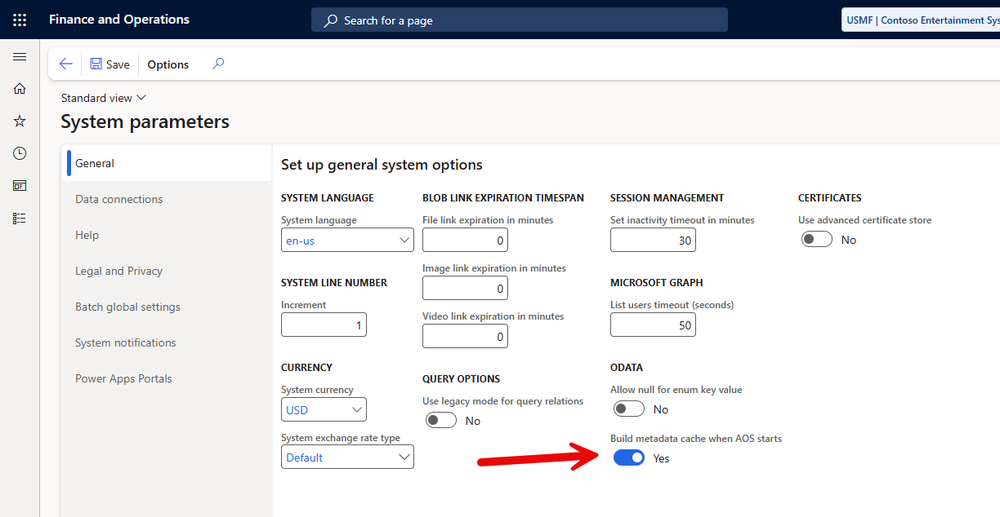 Finance and Operations
Search for a page
USMF | Contoso Entertainment Sys
Save
Options
Standard view
System parameters
General
Data connections
Help
Legal and Privacy
Batch global settings
System notifications
Power Apps Portals
Set up general system options
SYSTEM LANGUAGE
System language
en-us
SYSTEM LINE NUMBER
Increment
1
CURRENCY
System currency
USD
System exchange rate type
Default
BLOB LINK EXPIRATION TIMESPAN
File link expiration in minutes
0
Image link expiration in minutes
0
Video link expiration in minutes
0
QUERY OPTIONS
Use legacy mode for query relations
No
SESSION MANAGEMENT
Set inactivity timeout in minutes
30
MICROSOFT GRAPH
List users timeout (seconds)
50
ODATA
Allow null for enum key value
No
Build metadata cache when AOS starts
Yes
CERTIFICATES
Use advanced certificate store
No